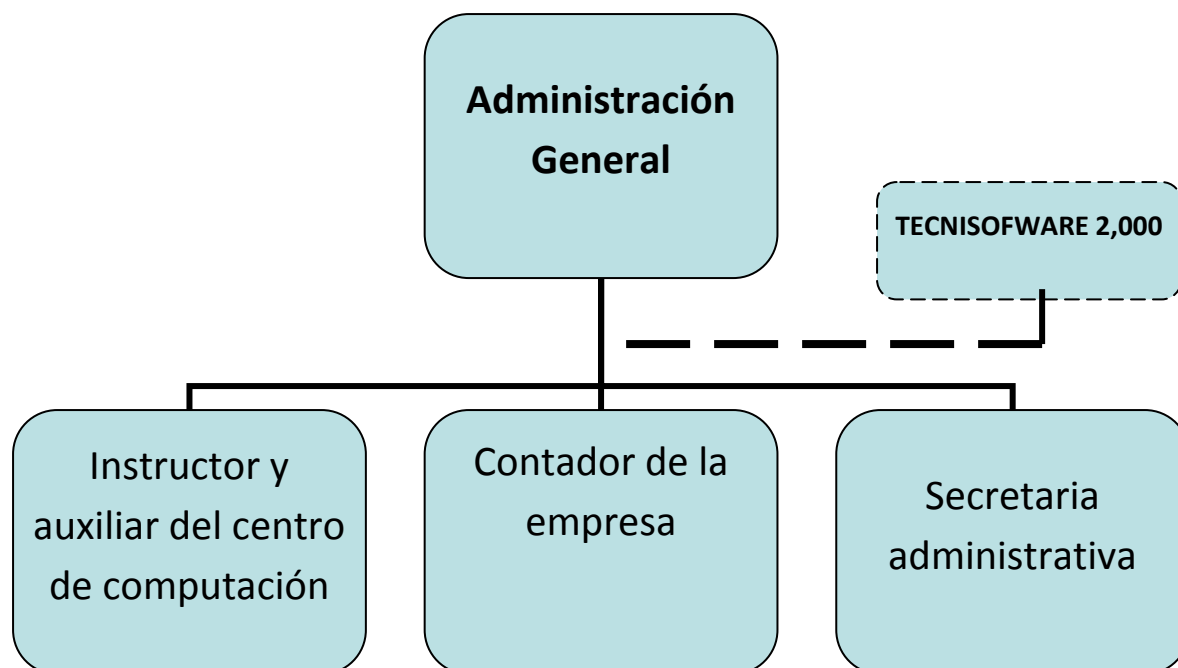 Administración
General
TECNISOFWARE 2,000
Instructor y
auxiliar del centro
de computación
Contador de la
empresa
Secretaria
administrativa